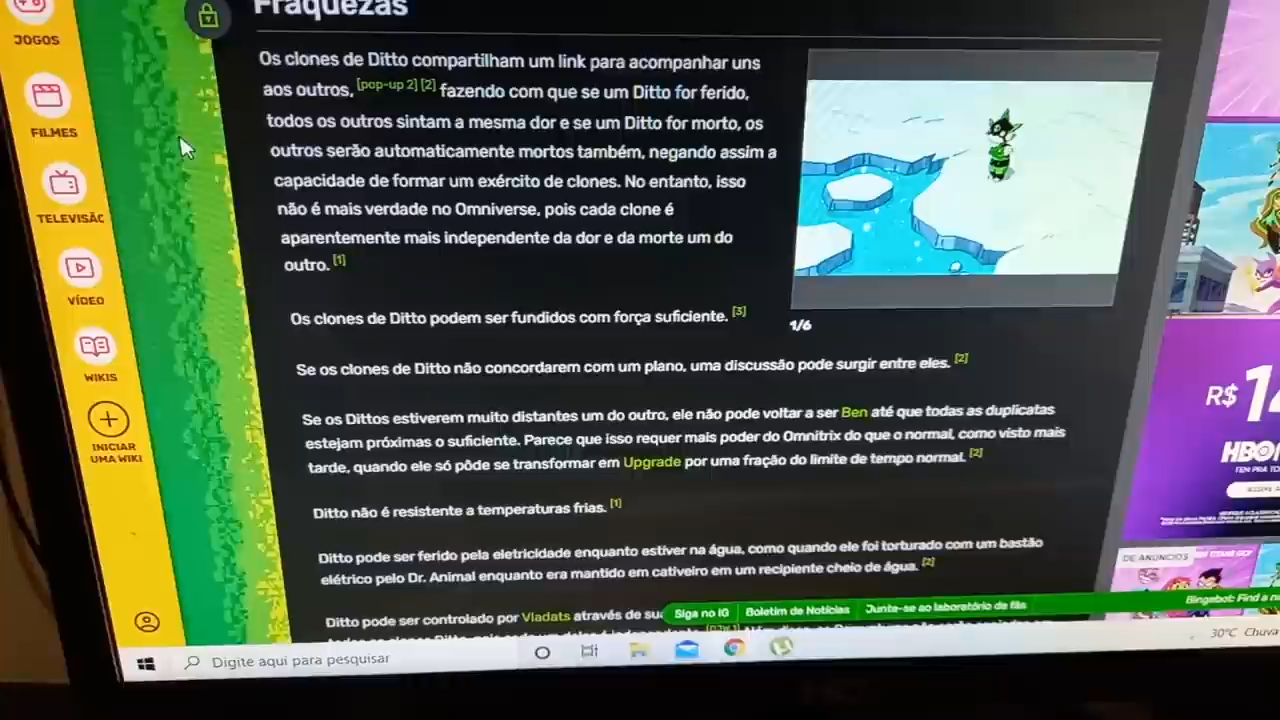 Fraquezas
JOGOS
FILMES
TELEVISÃC
VÍDEO
WIKIS
INICIAR
UMA WIKI
Os clones de Ditto compartilham um link para acompanhar uns
aos outros, [pop-up 2] [2] fazendo com que se um Ditto for ferido,
todos os outros sintam a mesma dor e se um Ditto for morto, os
outros serão automaticamente mortos também, negando assim a
capacidade de formar um exército de clones. No entanto, isso
não é mais verdade no Omniverse, pois cada clone é
aparentemente mais independente da dor e da morte um do
outro. [1]
1/6
Os clones de Ditto podem ser fundidos com força suficiente. [3]
Se os clones de Ditto não concordarem com um plano, uma discussão pode surgir entre eles. [2]
Se os Dittos estiverem muito distantes um do outro, ele não pode voltar a ser Ben até que todas as duplicatas
estejam próximas o suficiente. Parece que isso requer mais poder do Omnitrix do que o normal, como visto mais
tarde, quando ele só pôde se transformar em Upgrade por uma fração do limite de tempo normal. [2]
Ditto não é resistente a temperaturas frias. [1]
Ditto pode ser ferido pela eletricidade enquanto estiver na água, como quando ele foi torturado com um bastão
elétrico pelo Dr. Animal enquanto era mantido em cativeiro em um recipiente cheio de água. [2]
Ditto pode ser controlado por Vladats através de sua
R$ 14
HBO
DE ANÚNCIOS
Siga no IG
Boletim de Notícias
Junte-se ao laboratório de fãs
Bingebot: Find a n
Digite aqui para pesquisar
30°C Chuva